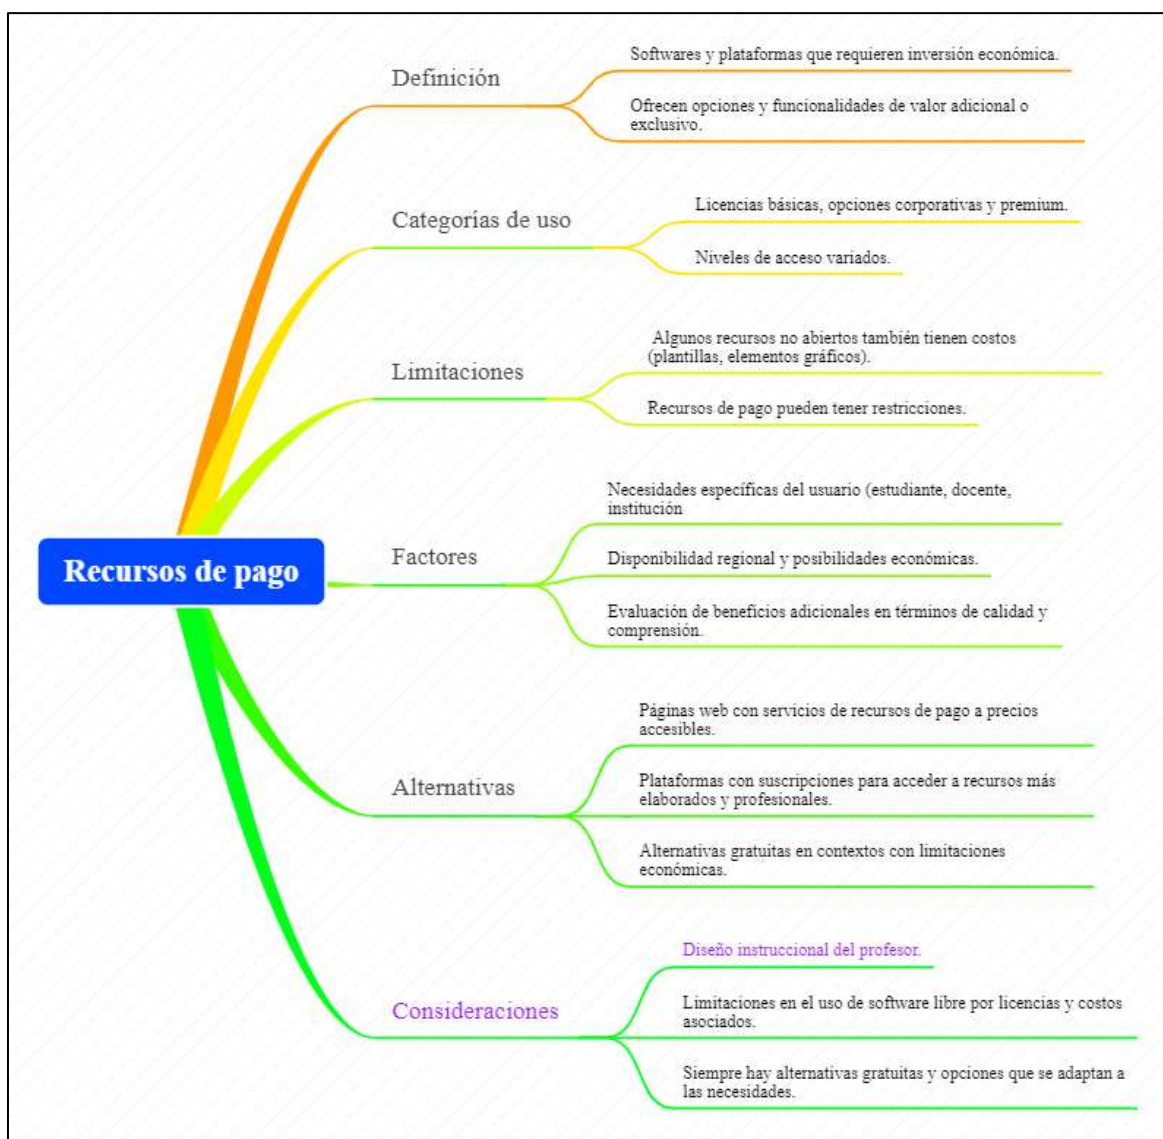 Recursos de pago
Definición
Softwares y plataformas que requieren inversión económica.
Ofrecen opciones y funcionalidades de valor adicional o
exclusivo.
Categorías de uso
Licencias básicas, opciones corporativas y premium.
Niveles de acceso variados.
Limitaciones
Algunos recursos no abiertos también tienen costos
(plantillas, elementos gráficos).
Recursos de pago pueden tener restricciones.
Factores
Necesidades específicas del usuario (estudiante, docente,
institución
Disponibilidad regional y posibilidades económicas.
Evaluación de beneficios adicionales en términos de calidad y
comprensión.
Alternativas
Páginas web con servicios de recursos de pago a precios
accesibles.
Plataformas con suscripciones para acceder a recursos más
elaborados y profesionales.
Alternativas gratuitas en contextos con limitaciones
económicas.
Consideraciones
Diseño instruccional del profesor.
Limitaciones en el uso de software libre por licencias y costos
asociados.
Siempre hay alternativas gratuitas y opciones que se adaptan a
las necesidades.